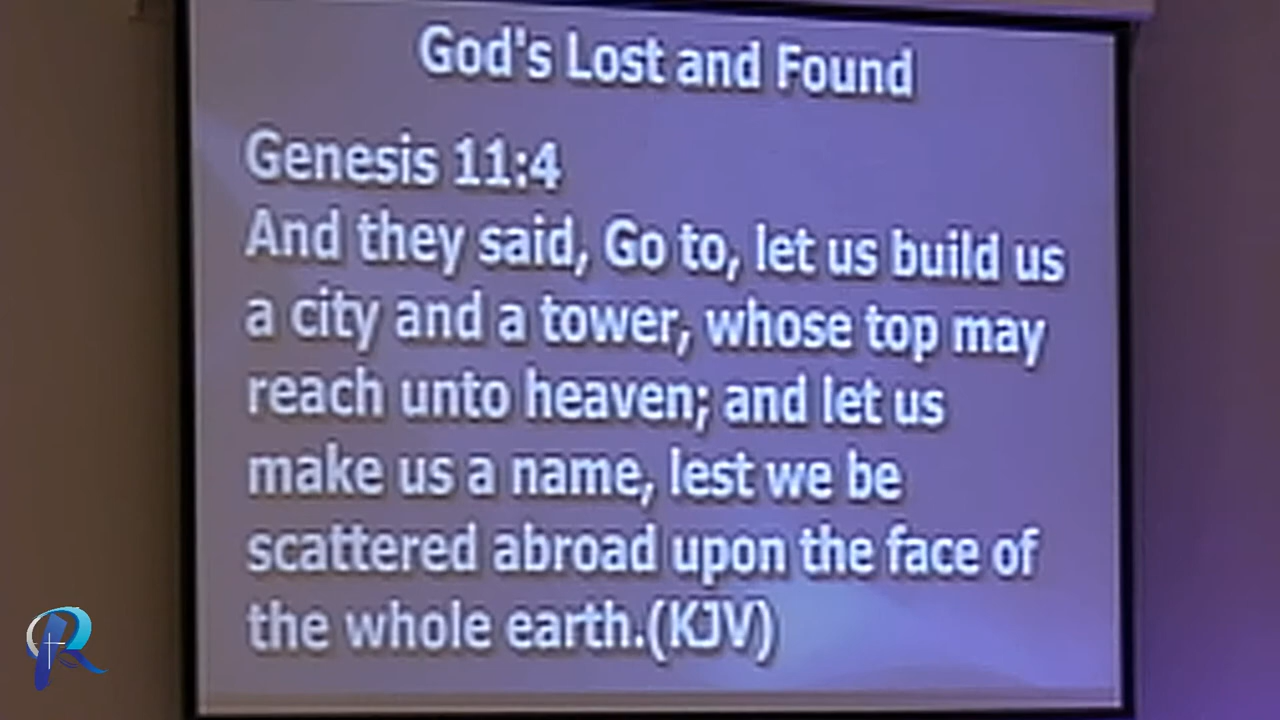 God's Lost and Found
Genesis 11:4
And they said, Go to, let us build us
a city and a tower, whose top may
reach unto heaven; and let us
make us a name, lest we be
scattered abroad upon the face of
the whole earth.(KJV)
R